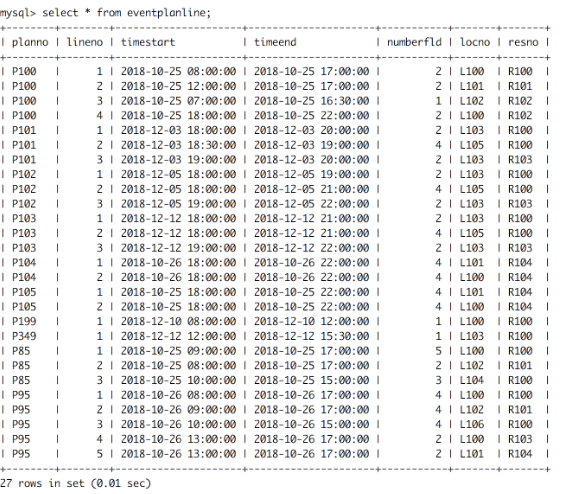 mysql> select * from eventplanline;
+--------+--------+---------------------+---------------------+-----------+-------+-------+
| planno | lineno | timestart | timeend | numberfld | locno | resno |
+--------+--------+---------------------+---------------------+-----------+-------+-------+
| P100 | 1 | 2018-10-25 08:00:00 | 2018-10-25 17:00:00 | 2 | L100 | R100 |
| P100 | 2 | 2018-10-25 12:00:00 | 2018-10-25 17:00:00 | 2 | L101 | R101 |
| P100 | 3 | 2018-10-25 07:00:00 | 2018-10-25 16:30:00 | 1 | L102 | R102 |
| P100 | 4 | 2018-10-25 18:00:00 | 2018-10-25 22:00:00 | 2 | L100 | R102 |
| P101 | 1 | 2018-12-03 18:00:00 | 2018-12-03 20:00:00 | 2 | L103 | R100 |
| P101 | 2 | 2018-12-03 18:30:00 | 2018-12-03 19:00:00 | 4 | L105 | R100 |
| P101 | 3 | 2018-12-03 19:00:00 | 2018-12-03 20:00:00 | 2 | L103 | R103 |
| P102 | 1 | 2018-12-05 18:00:00 | 2018-12-05 19:00:00 | 2 | L103 | R100 |
| P102 | 2 | 2018-12-05 18:00:00 | 2018-12-05 21:00:00 | 4 | L105 | R100 |
| P102 | 3 | 2018-12-05 19:00:00 | 2018-12-05 22:00:00 | 2 | L103 | R103 |
| P103 | 1 | 2018-12-12 18:00:00 | 2018-12-12 21:00:00 | 2 | L103 | R100 |
| P103 | 2 | 2018-12-12 18:00:00 | 2018-12-12 21:00:00 | 4 | L105 | R100 |
| P103 | 3 | 2018-12-12 19:00:00 | 2018-12-12 22:00:00 | 2 | L103 | R103 |
| P104 | 1 | 2018-10-26 18:00:00 | 2018-10-26 22:00:00 | 4 | L101 | R104 |
| P104 | 2 | 2018-10-26 18:00:00 | 2018-10-26 22:00:00 | 4 | L100 | R104 |
| P105 | 1 | 2018-10-25 18:00:00 | 2018-10-25 22:00:00 | 4 | L101 | R104 |
| P105 | 2 | 2018-10-25 18:00:00 | 2018-10-25 22:00:00 | 4 | L100 | R104 |
| P199 | 1 | 2018-12-10 08:00:00 | 2018-12-10 12:00:00 | 1 | L100 | R100 |
| P349 | 1 | 2018-12-12 12:00:00 | 2018-12-12 15:30:00 | 1 | L103 | R100 |
| P85 | 1 | 2018-10-25 09:00:00 | 2018-10-25 17:00:00 | 5 | L100 | R100 |
| P85 | 2 | 2018-10-25 08:00:00 | 2018-10-25 17:00:00 | 2 | L102 | R101 |
| P85 | 3 | 2018-10-25 10:00:00 | 2018-10-25 15:00:00 | 3 | L104 | R100 |
| P95 | 1 | 2018-10-26 08:00:00 | 2018-10-26 17:00:00 | 4 | L100 | R100 |
| P95 | 2 | 2018-10-26 09:00:00 | 2018-10-26 17:00:00 | 4 | L102 | R101 |
| P95 | 3 | 2018-10-26 10:00:00 | 2018-10-26 15:00:00 | 4 | L106 | R100 |
| P95 | 4 | 2018-10-26 13:00:00 | 2018-10-26 17:00:00 | 2 | L100 | R103 |
| P95 | 5 | 2018-10-26 13:00:00 | 2018-10-26 17:00:00 | 2 | L101 | R104 |
+--------+--------+---------------------+---------------------+-----------+-------+-------+
27 rows in set (0.01 sec)